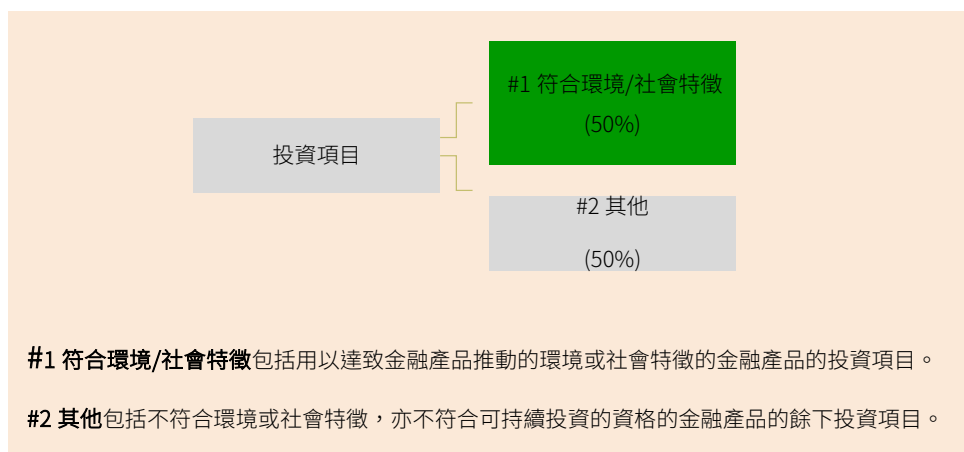 #1 符合環境/社會特徵
(50%)
投資項目
#2 其他
(50%)
#1 符合環境/社會特徵包括用以達致金融產品推動的環境或社會特徵的金融產品的投資項目。
#2 其他包括不符合環境或社會特徵，亦不符合可持續投資的資格的金融產品的餘下投資項目。